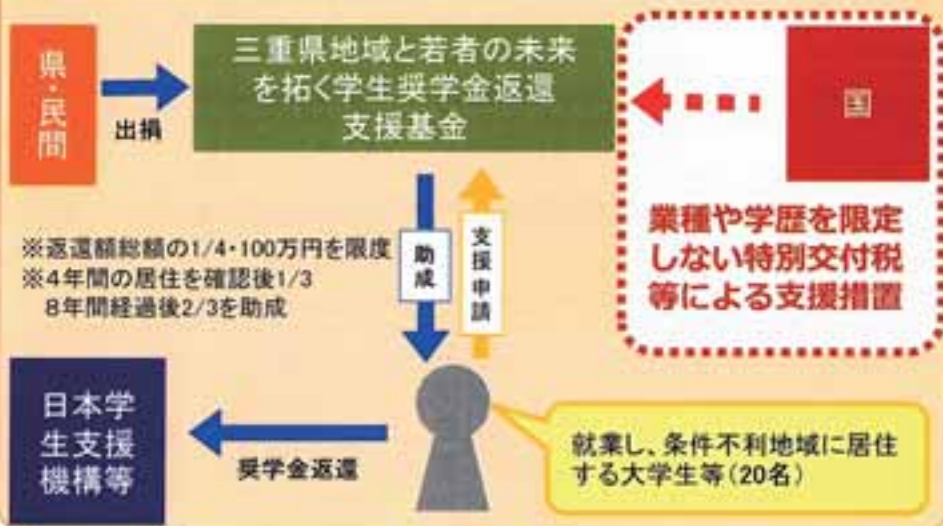 県・民間
出損
三重県地域と若者の未来
を拓く学生奨学金返還
支援基金
国
業種や学歴を限定
しない特別交付税
等による支援措置
※返還額総額の1/4・100万円を限度
※4年間の居住を確認後1/3
8年間経過後2/3を助成
助成
支援申請
日本学
生支援
機構等
奨学金返還
就業し、条件不利地域に居住
する大学生等(20名)